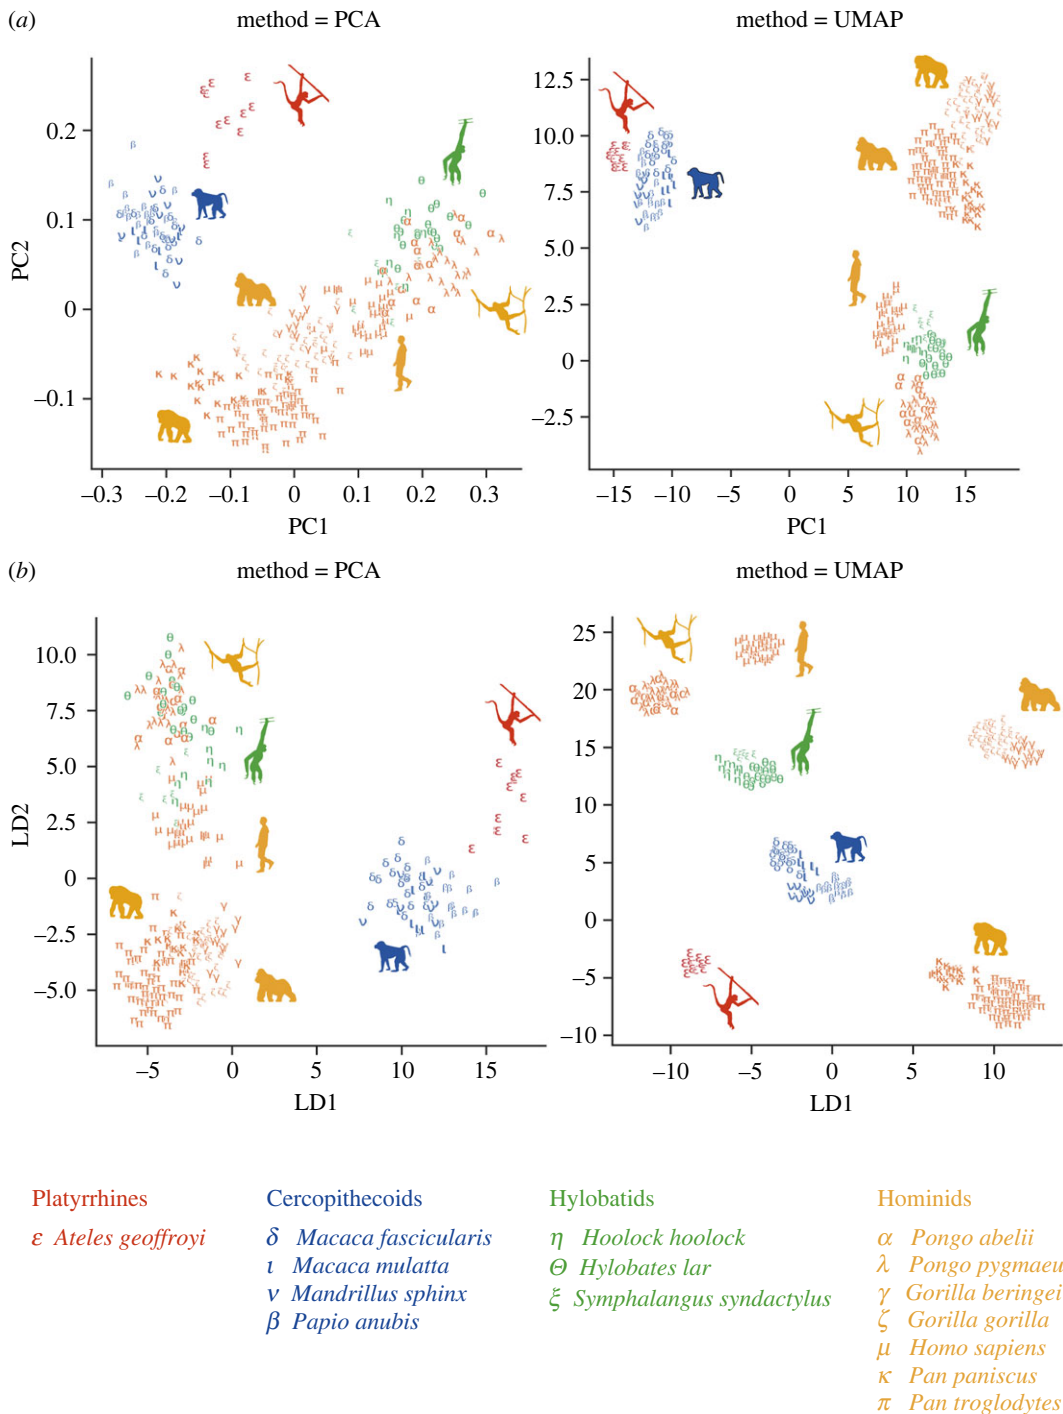 (a)
method = PCA
method = UMAP
PC2
0.2
0.1
0
–0.1
–0.3 –0.2 –0.1 0 0.1 0.2 0.3
PC1
12.5
10.0
7.5
5.0
2.5
0
–2.5
–15 –10 –5 0 5 10 15
PC1
(b)
method = PCA
method = UMAP
LD2
10.0
7.5
5.0
2.5
0
–2.5
–5.0
–5 0 5 10 15
LD1
25
20
15
10
5
0
–5
–10
–10 –5 0 5 10
LD1
Platyrrhines
ε Ateles geoffroyi
Cercopithecoids
δ Macaca fascicularis
ι Macaca mulatta
ν Mandrillus sphinx
β Papio anubis
Hylobatids
η Hoolock hoolock
Θ Hylobates lar
ξ Symphalangus syndactylus
Hominids
α Pongo abelii
λ Pongo pygmaeu
γ Gorilla beringei
ζ Gorilla gorilla
μ Homo sapiens
κ Pan paniscus
π Pan troglodytes